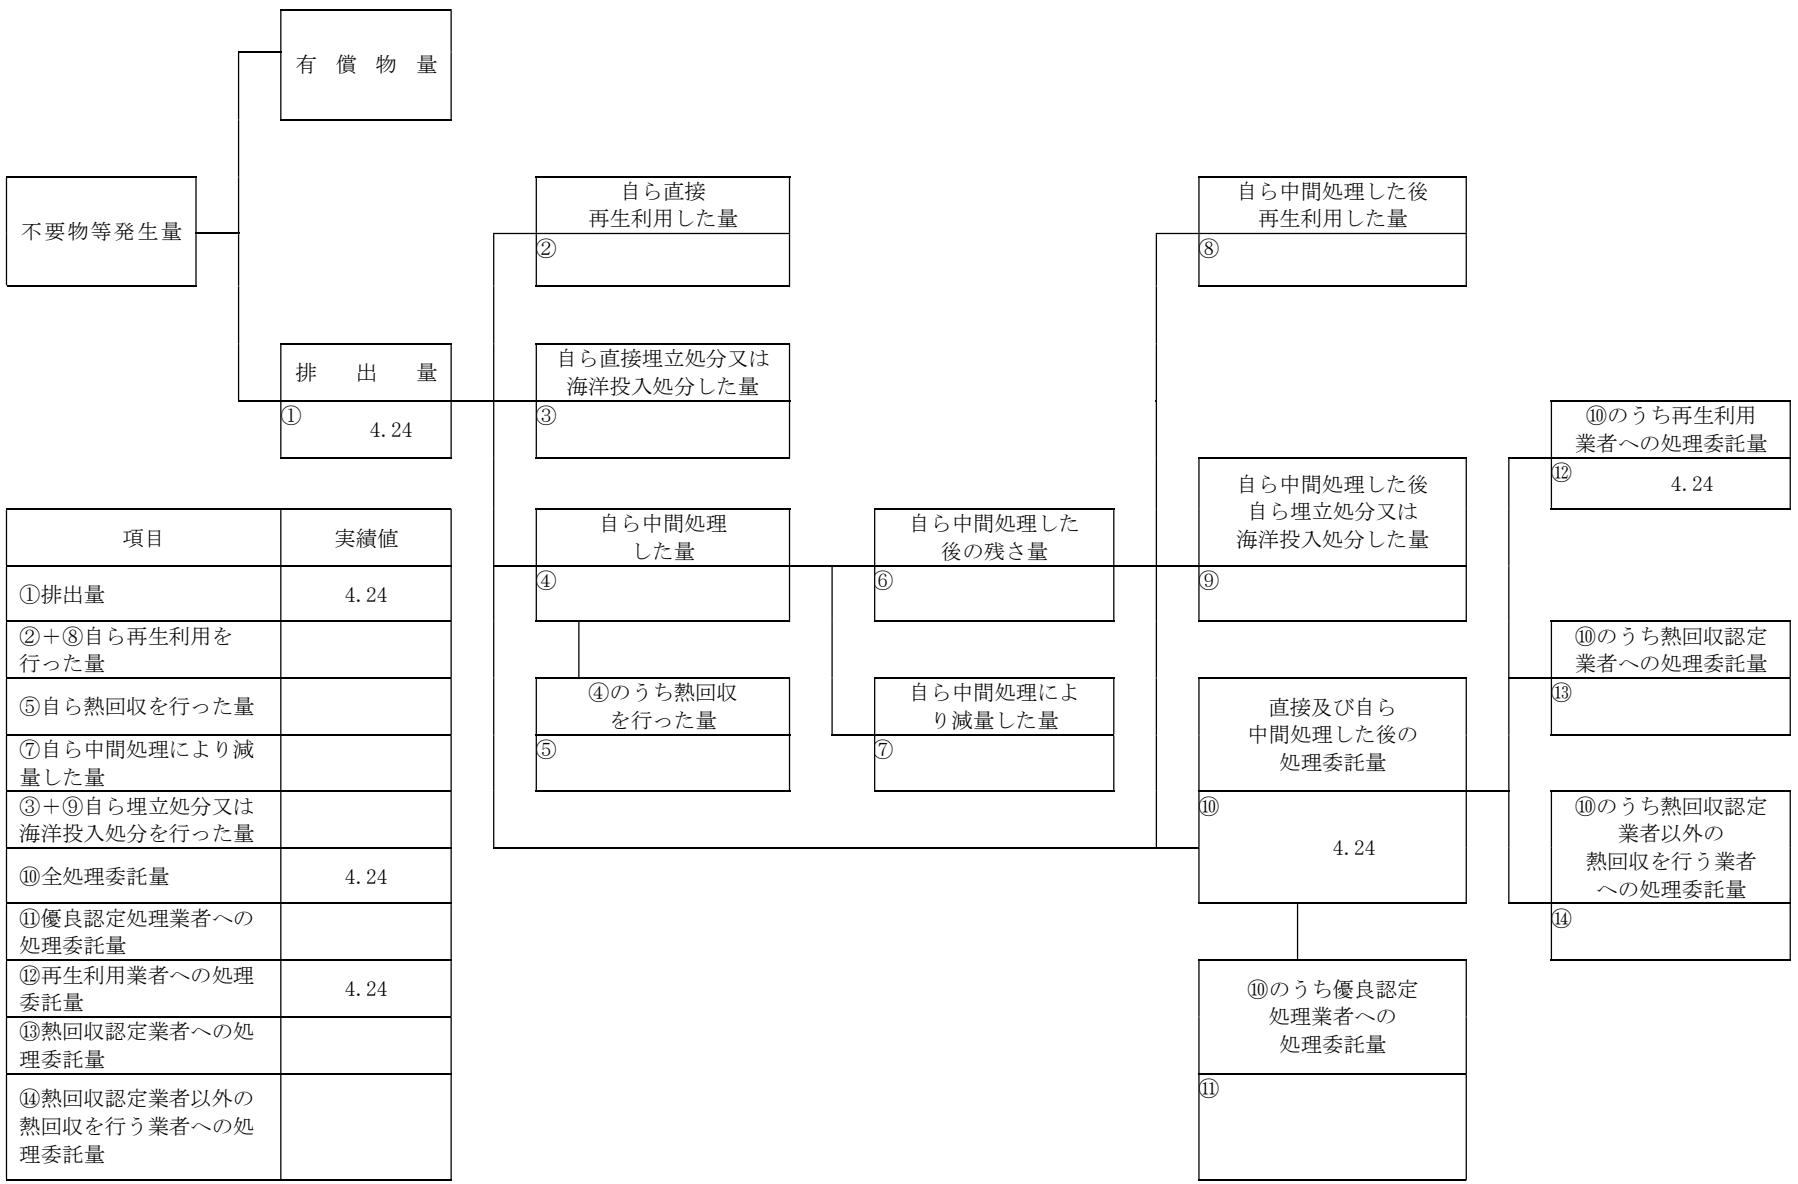 有償物量
不要物等発生量
自ら直接
再生利用した量
②
自ら中間処理した後
再生利用した量
⑧
排出量
①
4.24
自ら直接埋立処分又は
海洋投入処分した量
③
⑩のうち再生利用
業者への処理委託量
⑫
4.24
自ら中間処理
した量
④
自ら中間処理した
後の残さ量
⑥
自ら中間処理した後
自ら埋立処分又は
海洋投入処分した量
⑨
⑩のうち熱回収認定
業者への処理委託量
⑬
④のうち熱回収
を行った量
⑤
自ら中間処理によ
り減量した量
⑦
直接及び自ら
中間処理した後の
処理委託量
⑩
4.24
⑩のうち熱回収認定
業者以外の
熱回収を行う業者
への処理委託量
⑭
⑩のうち優良認定
処理業者への
処理委託量
⑪
項目 実績値
①排出量 4.24
②＋⑧自ら再生利用を
行った量
⑤自ら熱回収を行った量
⑦自ら中間処理により減
量した量
③＋⑨自ら埋立処分又は
海洋投入処分を行った量
⑩全処理委託量 4.24
⑪優良認定処理業者への
処理委託量
⑫再生利用業者への処理
委託量 4.24
⑬熱回収認定業者への処
理委託量
⑭熱回収認定業者以外の
熱回収を行う業者への処
理委託量